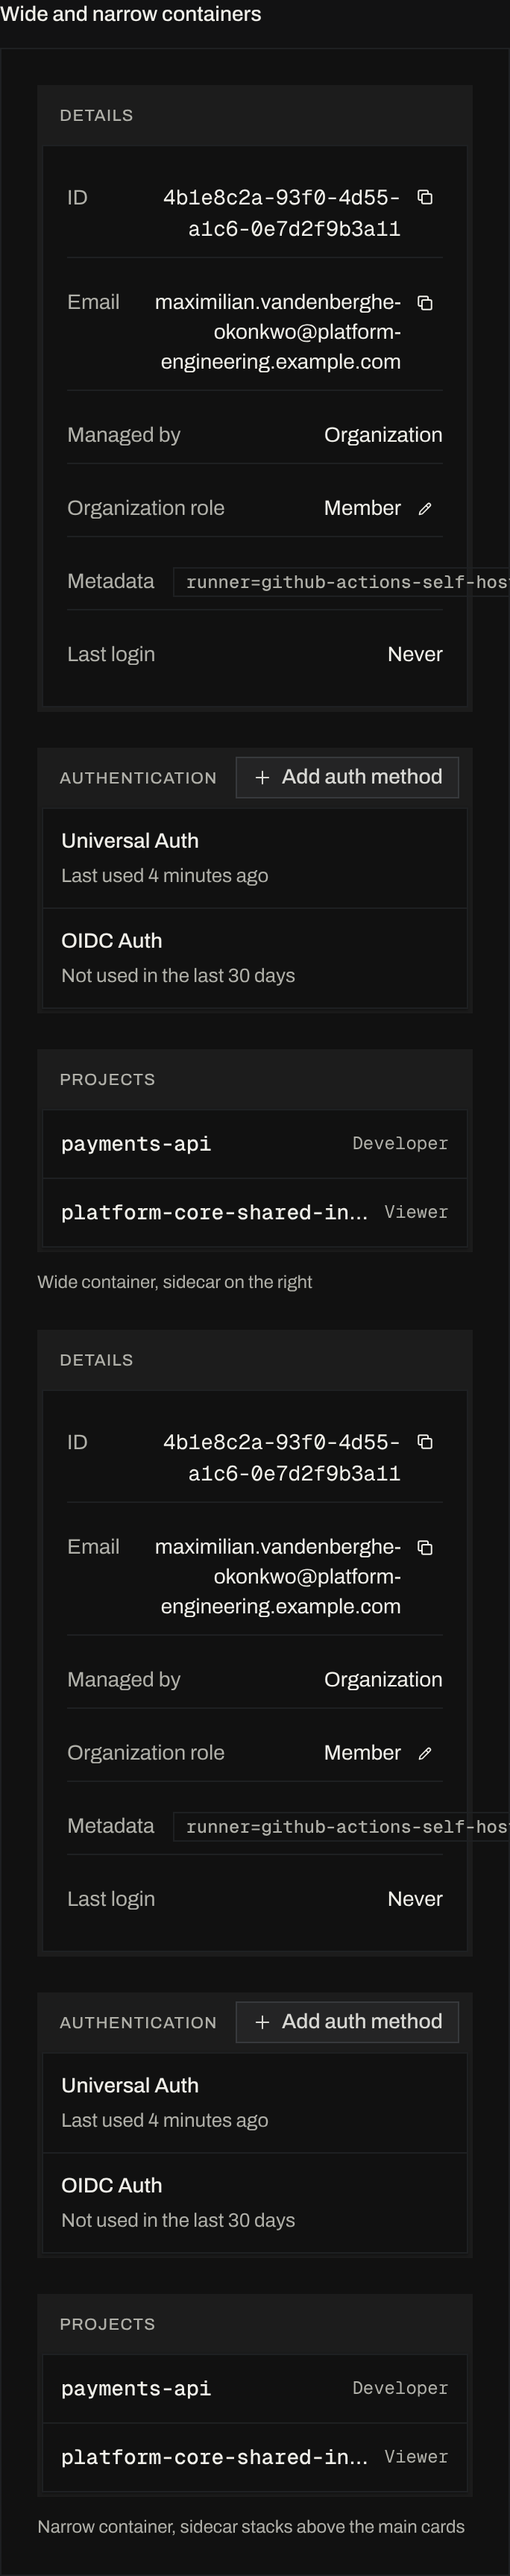 Wide and narrow containers
DETAILS
ID
4b1e8c2a-93f0-4d55-
a1c6-0e7d2f9b3a11
Email
maximilian.vandenberghe-
okonkwo@platform-
engineering.example.com
Managed by
Organization
Organization role
Member
Metadata
runner=github-actions-self-hos
Last login
Never
AUTHENTICATION
Add auth method
Universal Auth
Last used 4 minutes ago
OIDC Auth
Not used in the last 30 days
PROJECTS
payments-api
Developer
platform-core-shared-in...
Viewer
Wide container, sidecar on the right
DETAILS
ID
4b1e8c2a-93f0-4d55-
a1c6-0e7d2f9b3a11
Email
maximilian.vandenberghe-
okonkwo@platform-
engineering.example.com
Managed by
Organization
Organization role
Member
Metadata
runner=github-actions-self-hos
Last login
Never
AUTHENTICATION
Add auth method
Universal Auth
Last used 4 minutes ago
OIDC Auth
Not used in the last 30 days
PROJECTS
payments-api
Developer
platform-core-shared-in...
Viewer
Narrow container, sidecar stacks above the main cards